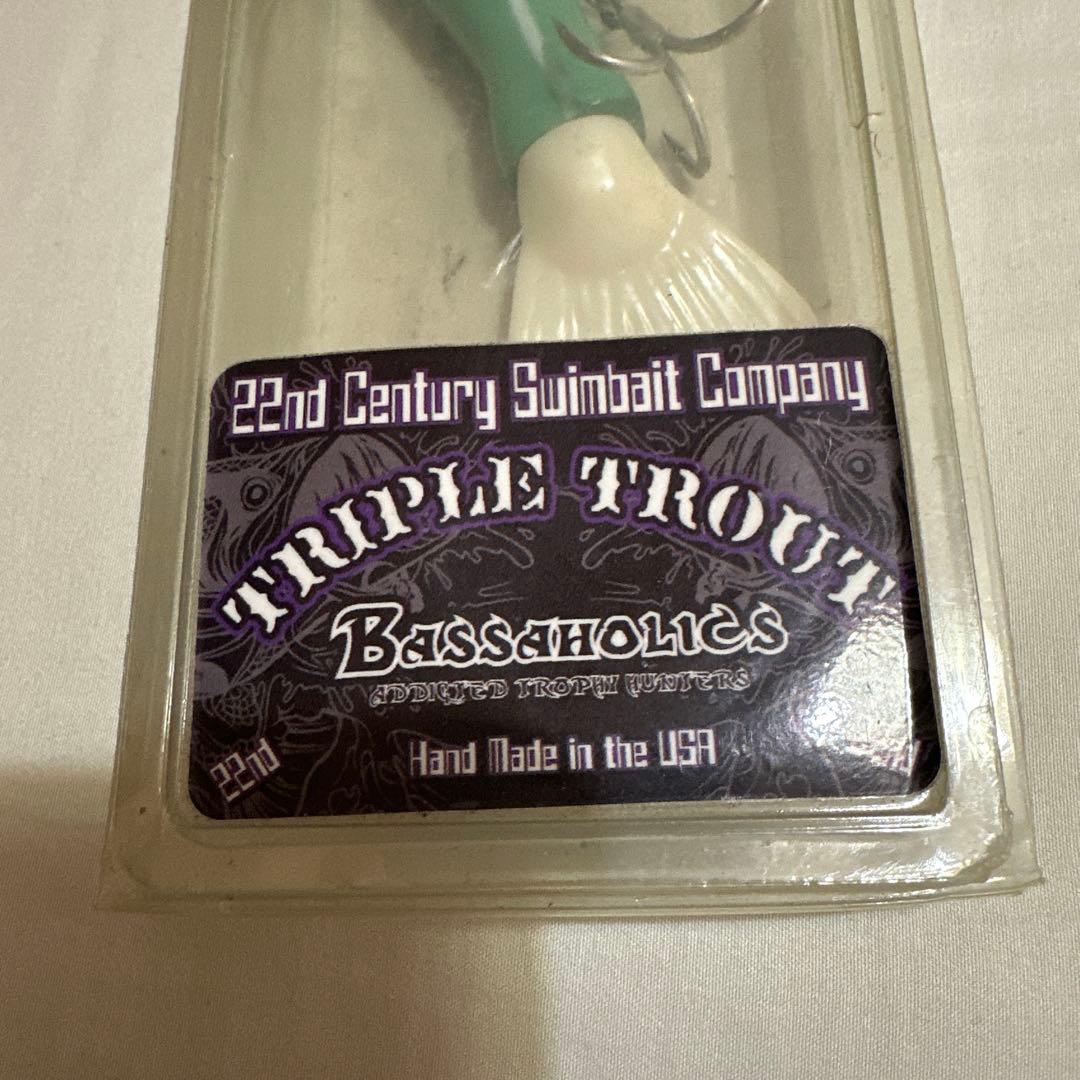 22nd Century Swimbait Company
TRIPLE TROUT
BASSAHOLICS
ADDICTED TROPHY HUNTERS
Hand Made in the USA
22nd